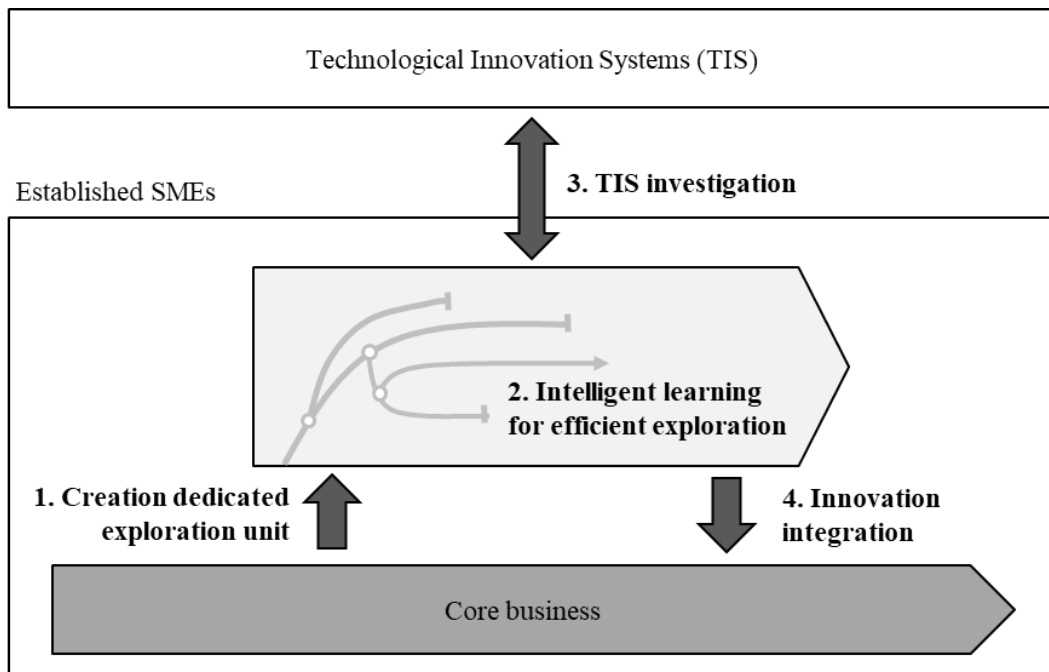 Technological Innovation Systems (TIS)
3. TIS investigation
Established SMEs
2. Intelligent learning
for efficient exploration
1. Creation dedicated
exploration unit
4. Innovation
integration
Core business